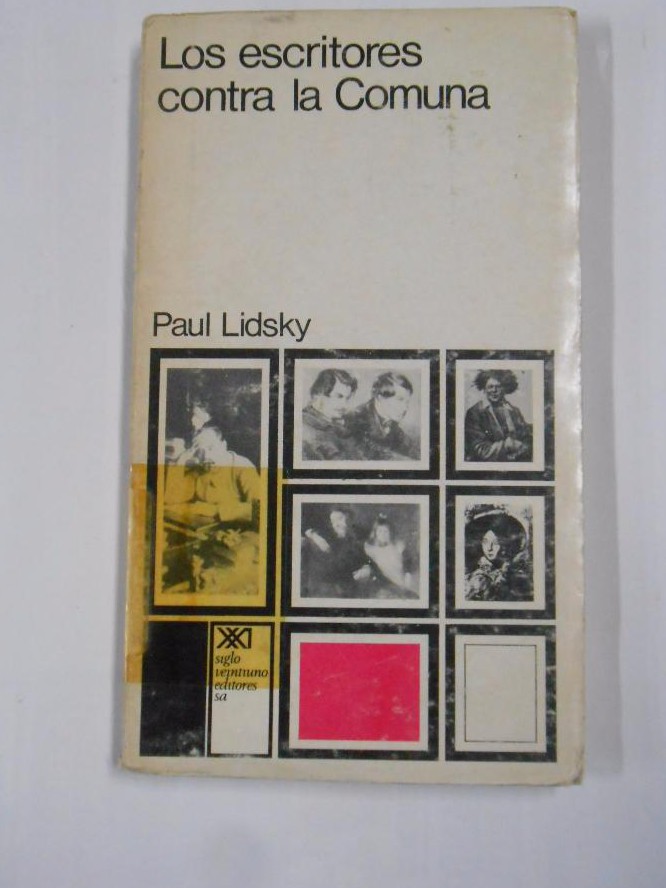 Los escritores
contra la Comuna
Paul Lidsky
siglo
veintiuno
editores
sa